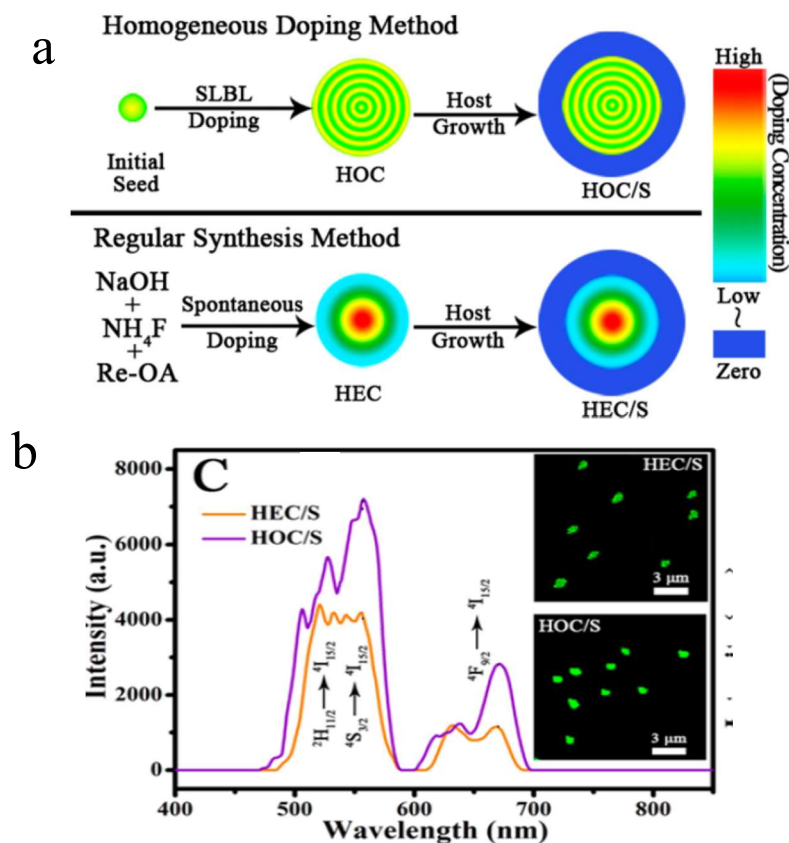 a
Homogeneous Doping Method
Initial
Seed
SLBL
Doping
HOC
Host
Growth
HOC/S
High
(Doping Concentration)
Low
~
Zero
Regular Synthesis Method
NaOH
+
NH4F
+
Re-OA
Spontaneous
Doping
HEC
Host
Growth
HEC/S
b
C
HEC/S
HOC/S
Intensity (a.u.)
8000
6000
4000
2000
0
²H11/2 → ⁴I15/2
⁴S3/2 → ⁴I15/2
⁴F9/2 → ⁴I15/2
HEC/S
3 μm
HOC/S
3 μm
400
500
600
700
800
Wavelength (nm)